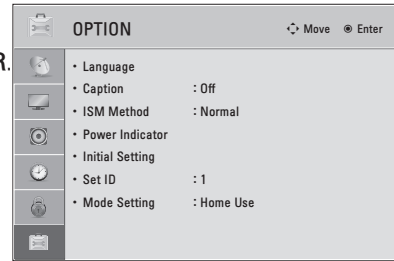 OPTION
Move
Enter
R.
• Language
• Caption : Off
• ISM Method : Normal
• Power Indicator
• Initial Setting
• Set ID : 1
• Mode Setting : Home Use